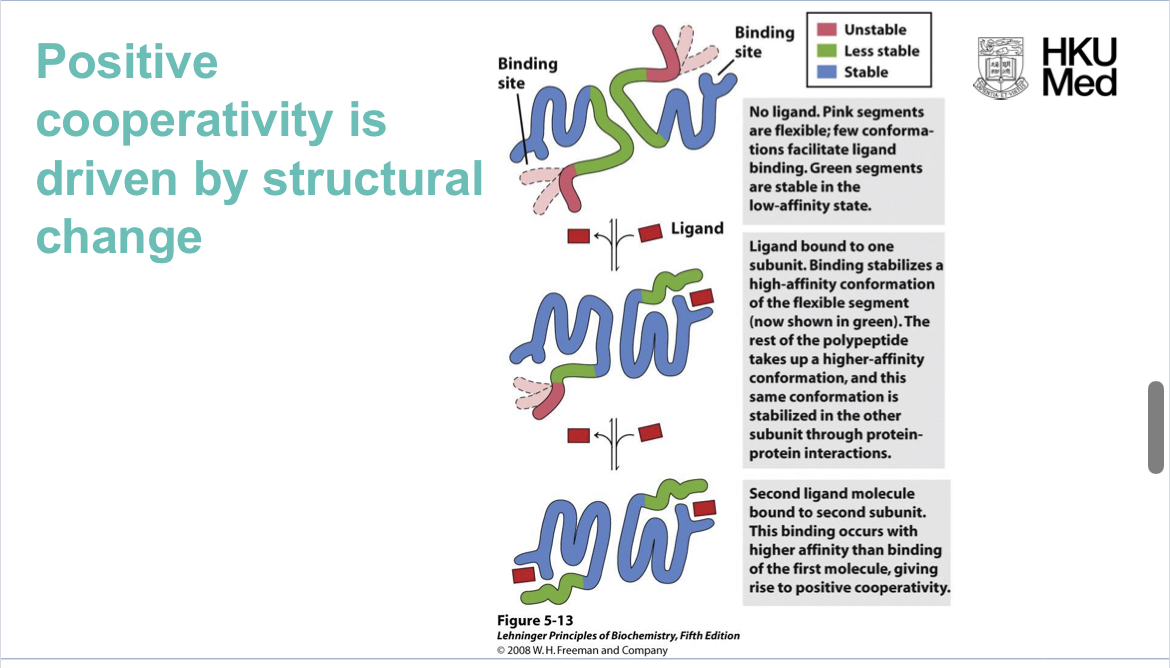 Positive
cooperativity is
driven by structural
change
Binding
site
Binding
site
Unstable
Less stable
Stable
HKU
Med
No ligand. Pink segments
are flexible; few conforma-
tions facilitate ligand
binding. Green segments
are stable in the
low-affinity state.
Ligand
Ligand bound to one
subunit. Binding stabilizes a
high-affinity conformation
of the flexible segment
(now shown in green). The
rest of the polypeptide
takes up a higher-affinity
conformation, and this
same conformation is
stabilized in the other
subunit through protein-
protein interactions.
Second ligand molecule
bound to second subunit.
This binding occurs with
higher affinity than binding
of the first molecule, giving
rise to positive cooperativity.
Figure 5-13
Lehninger Principles of Biochemistry, Fifth Edition
© 2008 W. H. Freeman and Company